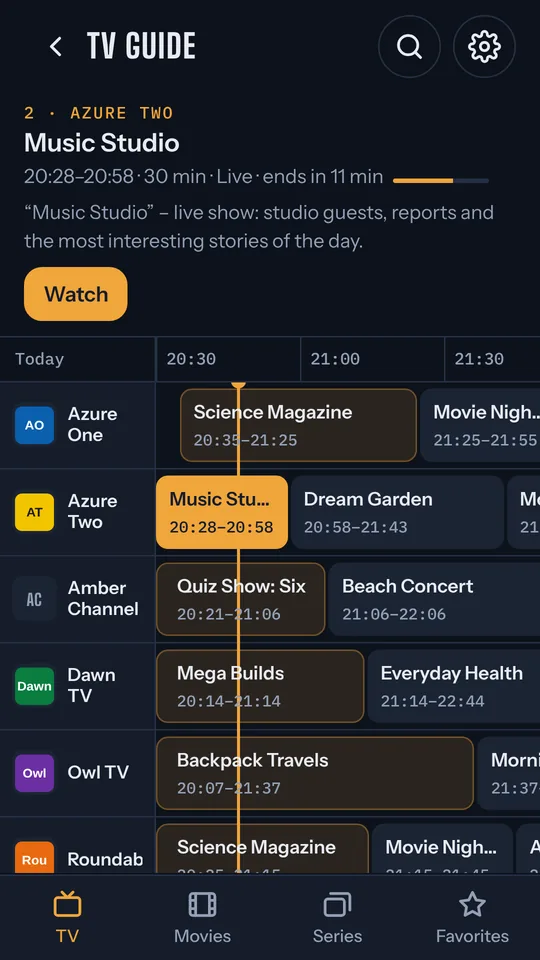 TV GUIDE
2 · AZURE TWO
Music Studio
20:28–20:58 · 30 min · Live · ends in 11 min
“Music Studio” – live show: studio guests, reports and
the most interesting stories of the day.
Watch
Today 20:30 21:00 21:30
AO Azure One
Science Magazine Movie Nigh...
20:35–21:25 21:25–21:55
AT Azure Two
Music Stu... Dream Garden
20:28–20:58 20:58–21:43 21
AC Amber Channel
Quiz Show: Six Beach Concert
20:21–21:06 21:06–22:06
Dawn Dawn TV
Mega Builds Everyday Health
20:14–21:14 21:14–22:44
Owl Owl TV
Backpack Travels Morni
20:07–21:37 21:37
Rou Roundab
Science Magazine Movie Nigh... A
TV Movies Series Favorites